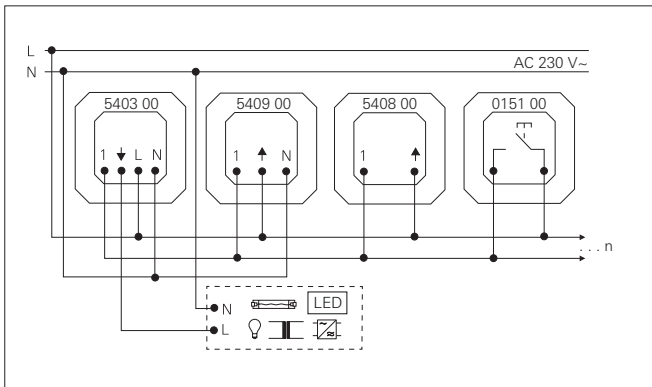 L
N
AC 230 V~
5403 00
5409 00
5408 00
0151 00
1 ↓ L N
1 ↑ N
1 ↑
. . . n
N
LED
L